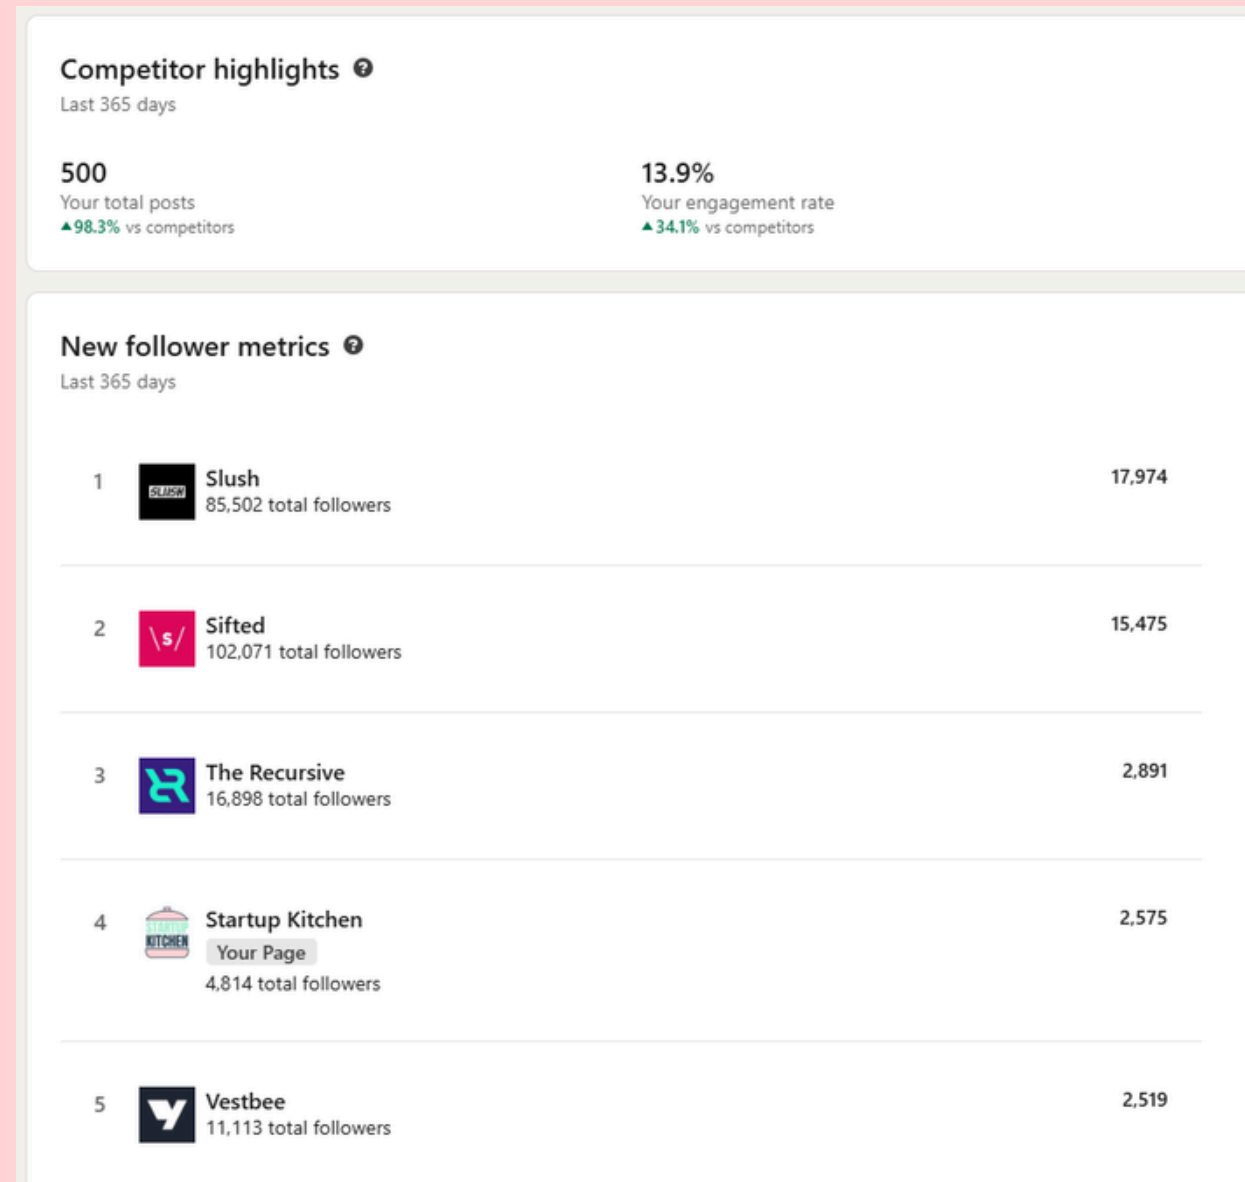 Competitor highlights
Last 365 days
500
Your total posts
▲98.3% vs competitors
13.9%
Your engagement rate
▲34.1% vs competitors
New follower metrics
Last 365 days
1
SLUSH
Slush
85,502 total followers
17,974
2
\s/
Sifted
102,071 total followers
15,475
3
The Recursive
16,898 total followers
2,891
4
STARTUP
KITCHEN
Startup Kitchen
Your Page
4,814 total followers
2,575
5
Vestbee
11,113 total followers
2,519